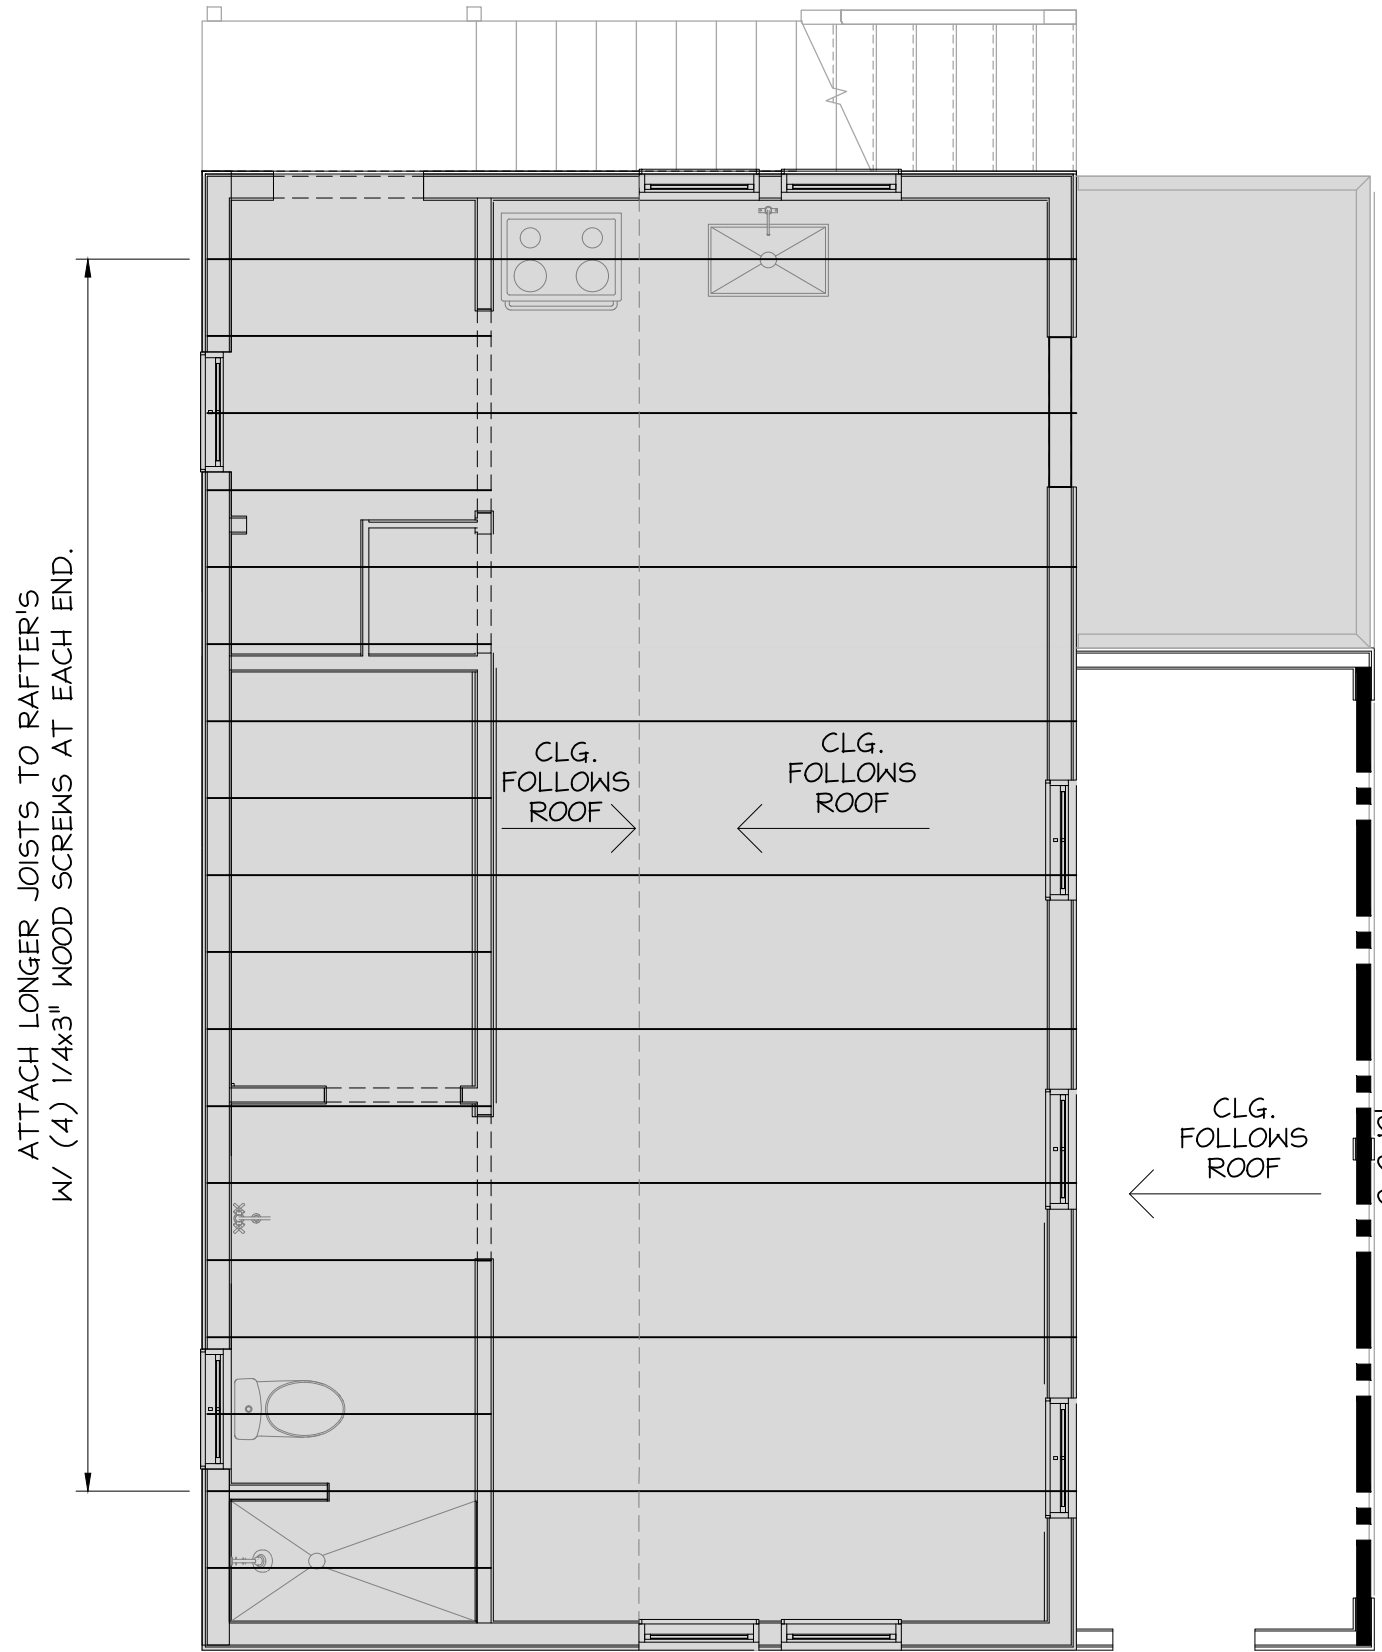 ATTACH LONGER JOISTS TO RAFTER'S
W/ (4) 1/4x3" WOOD SCREWS AT EACH END.
CLG.
FOLLOWS
ROOF
CLG.
FOLLOWS
ROOF
CLG.
FOLLOWS
ROOF